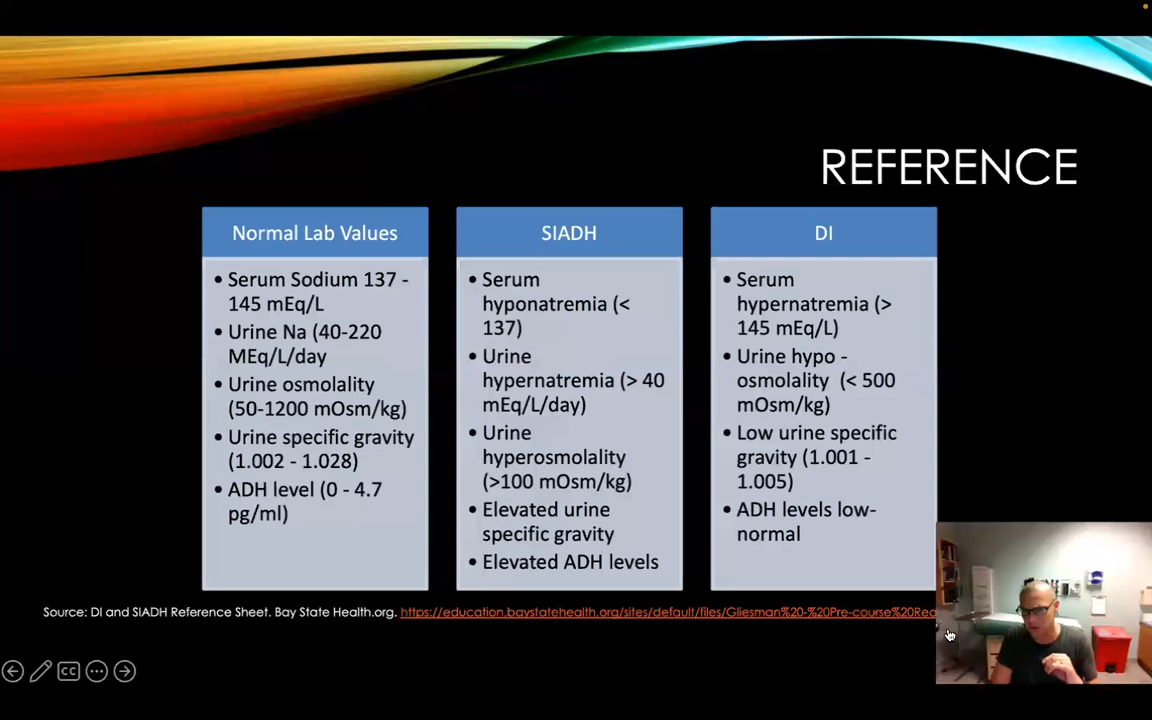 REFERENCE
Normal Lab Values
• Serum Sodium 137 -
145 mEq/L
• Urine Na (40-220
MEq/L/day
• Urine osmolality
(50-1200 mOsm/kg)
• Urine specific gravity
(1.002 - 1.028)
• ADH level (0 - 4.7
pg/ml)
SIADH
• Serum
hyponatremia (<
137)
• Urine
hypernatremia (> 40
mEq/L/day)
• Urine
hyperosmolality
(>100 mOsm/kg)
• Elevated urine
specific gravity
• Elevated ADH levels
DI
• Serum
hypernatremia (>
145 mEq/L)
• Urine hypo -
osmolality (< 500
mOsm/kg)
• Low urine specific
gravity (1.001 -
1.005)
• ADH levels low-
normal
Source: DI and SIADH Reference Sheet. Bay State Health.org. https://education.baystatehealth.org/sites/default/files/Gliesman%20-%20Pre-course%20Rea
CC